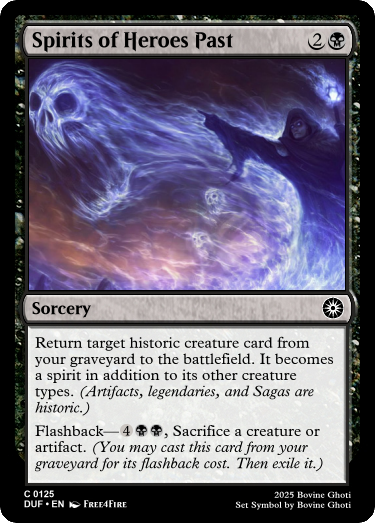 Spirits of Heroes Past 2
Sorcery
Return target historic creature card from
your graveyard to the battlefield. It becomes
a spirit in addition to its other creature
types. (Artifacts, legendaries, and Sagas are
historic.)
Flashback—4, Sacrifice a creature or
artifact. (You may cast this card from your
graveyard for its flashback cost. Then exile it.)
C 0125
DUF • EN Free4Fire
2025 Bovine Ghoti
Set Symbol by Bovine Ghoti